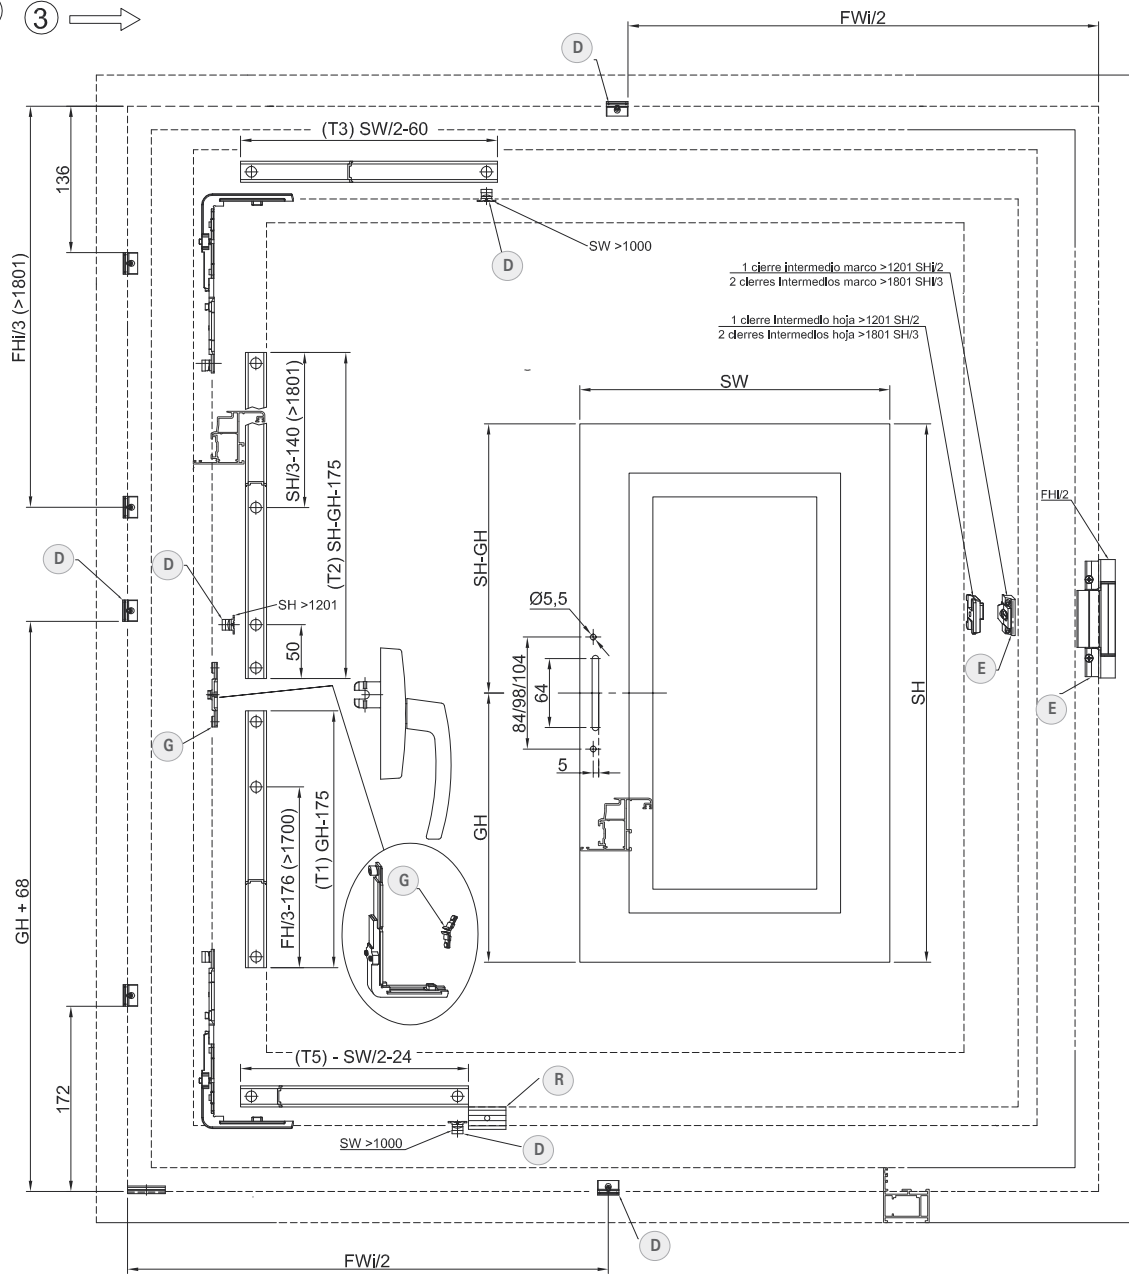 3
FWi/2
D
(T3) SW/2-60
136
D
SW >1000
FHi/3 (>1801)
1 cierre intermedio marco >1201 SHi/2
2 cierres intermedios marco >1801 SHi/3
1 cierre intermedio hoja >1201 SH/2
2 cierres intermedios hoja >1801 SH/3
SW
SH/3-140 (>1801)
(T2) SH-GH-175
SH-GH
FHi/2
D
D
SH >1201
50
Ø5,5
84/98/104
64
SH
E
E
G
5
FH/3-176 (>1700)
(T1) GH-175
GH
G
GH + 68
172
(T5) - SW/2-24
R
SW >1000
D
D
FWi/2